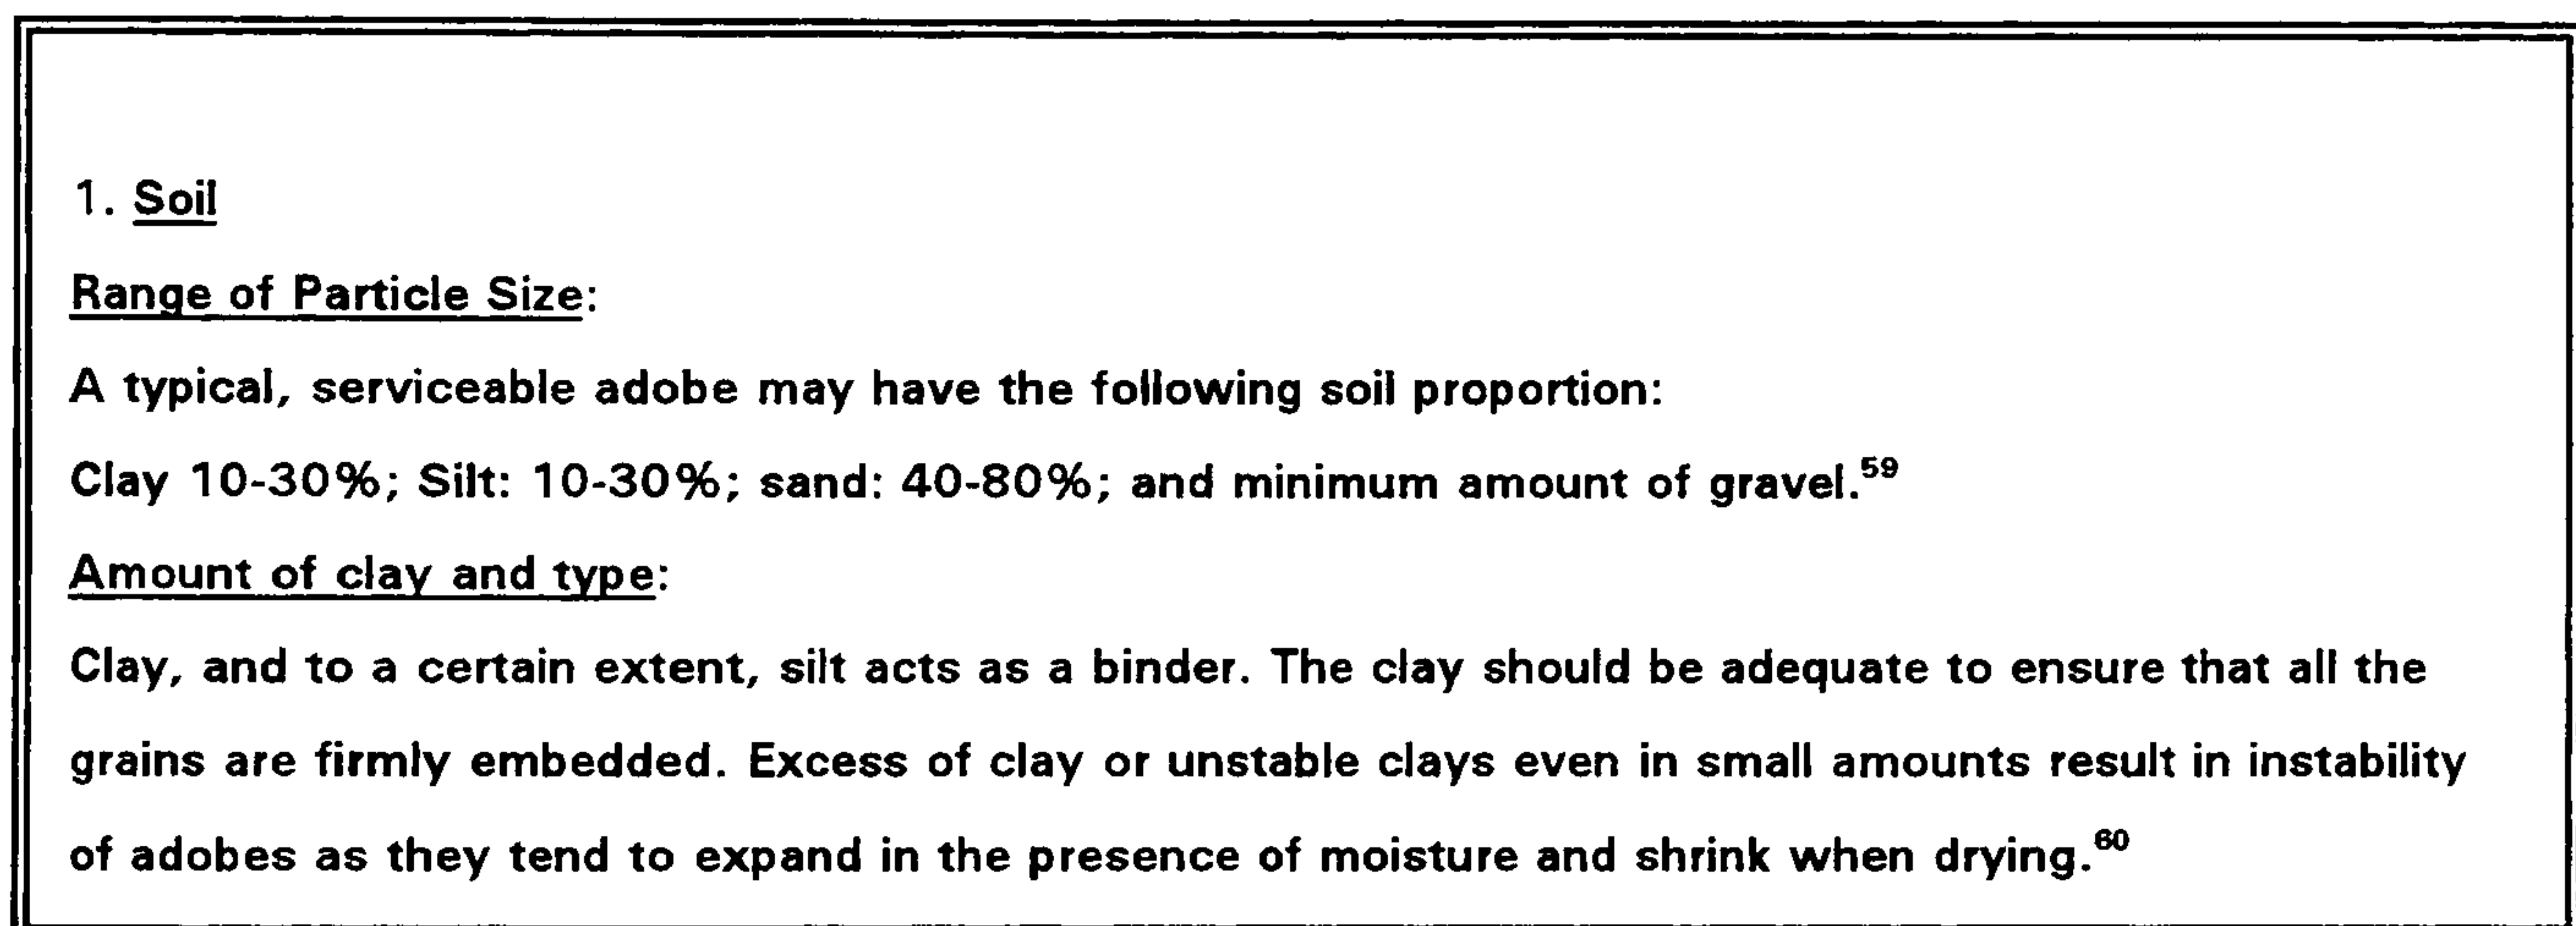 1. Soil
Range of Particle Size:
A typical, serviceable adobe may have the following soil proportion:
Clay 10-30%; Silt: 10-30%; sand: 40-80%; and minimum amount of gravel.59
Amount of clay and type:
Clay, and to a certain extent, silt acts as a binder. The clay should be adequate to ensure that all the
grains are firmly embedded. Excess of clay or unstable clays even in small amounts result in instability
of adobes as they tend to expand in the presence of moisture and shrink when drying.60